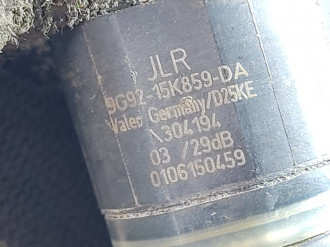 JLR
9G92-15K859-DA
Valeo Germany/D25KE
\304194
03 /29dB
0106150459